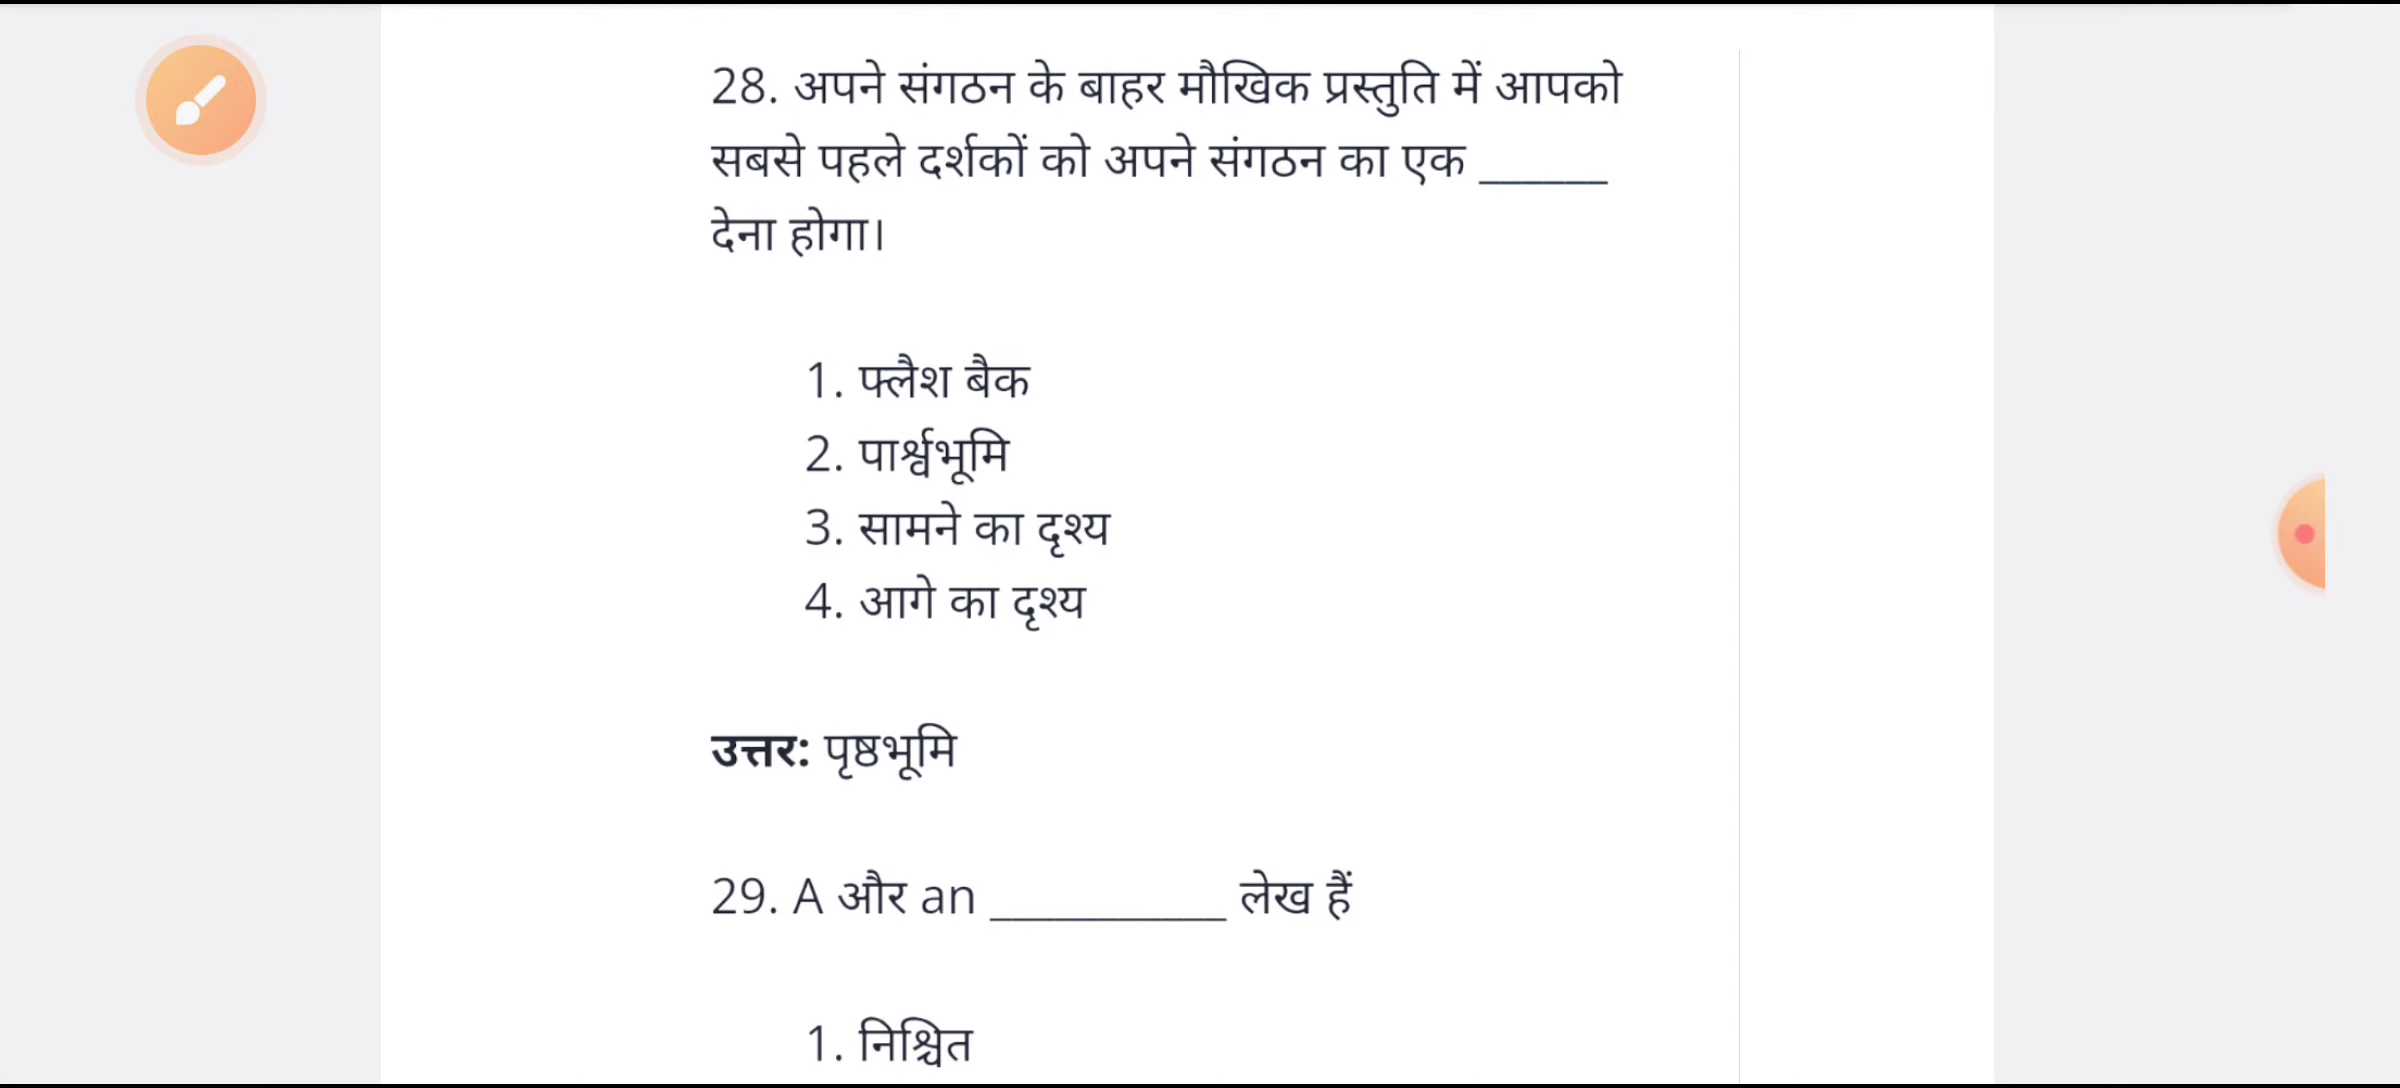 28. अपने संगठन के बाहर मौखिक प्रस्तुति में आपको
सबसे पहले दर्शकों को अपने संगठन का एक ______
देना होगा।
1. फ्लैश बैक
2. पार्श्वभूमि
3. सामने का दृश्य
4. आगे का दृश्य
उत्तर: पृष्ठभूमि
29. A और an ___________ लेख हैं
1. निश्चित